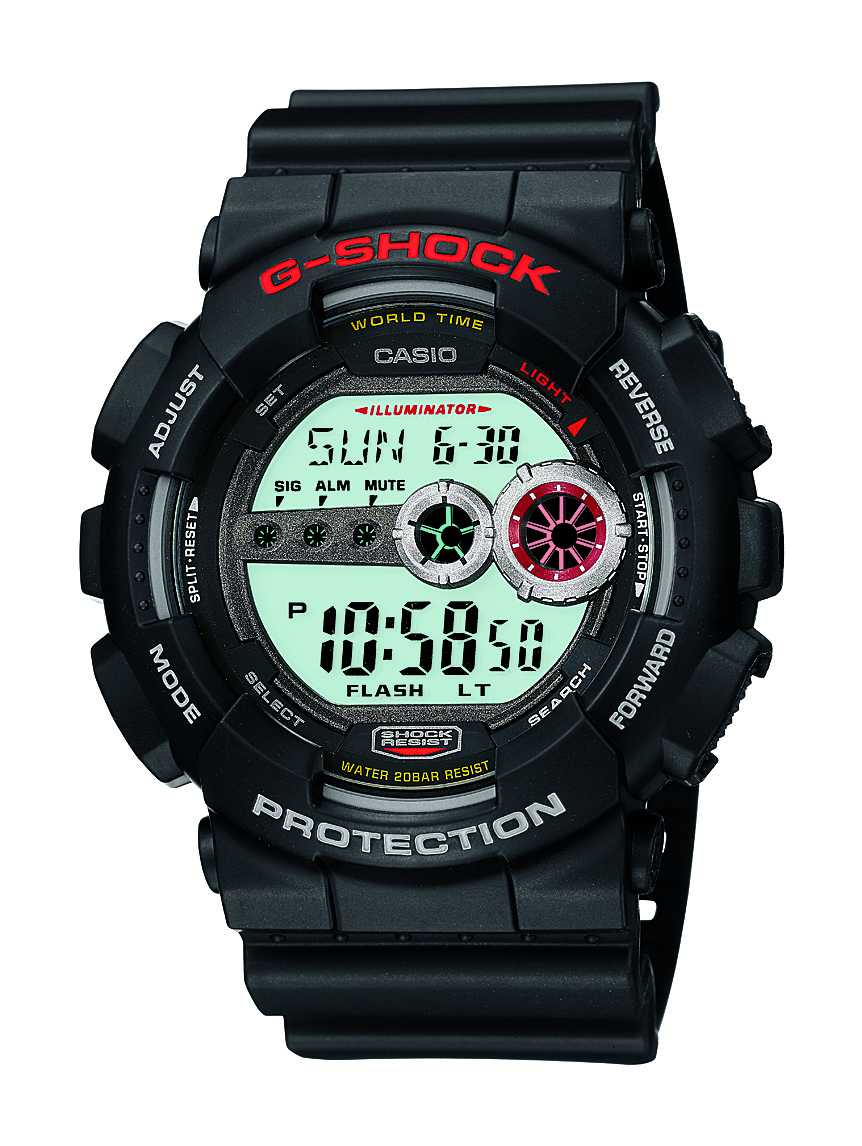 G-SHOCK
WORLD TIME
CASIO
LIGHT
ADJUST
SET
REVERSE
ILLUMINATOR
SUN 6-30
SIG ALM MUTE
SPLIT·RESET
START·STOP
P 10:58 50
FLASH LT
MODE
SELECT
SEARCH
FORWARD
SHOCK
RESIST
WATER 20BAR RESIST
PROTECTION